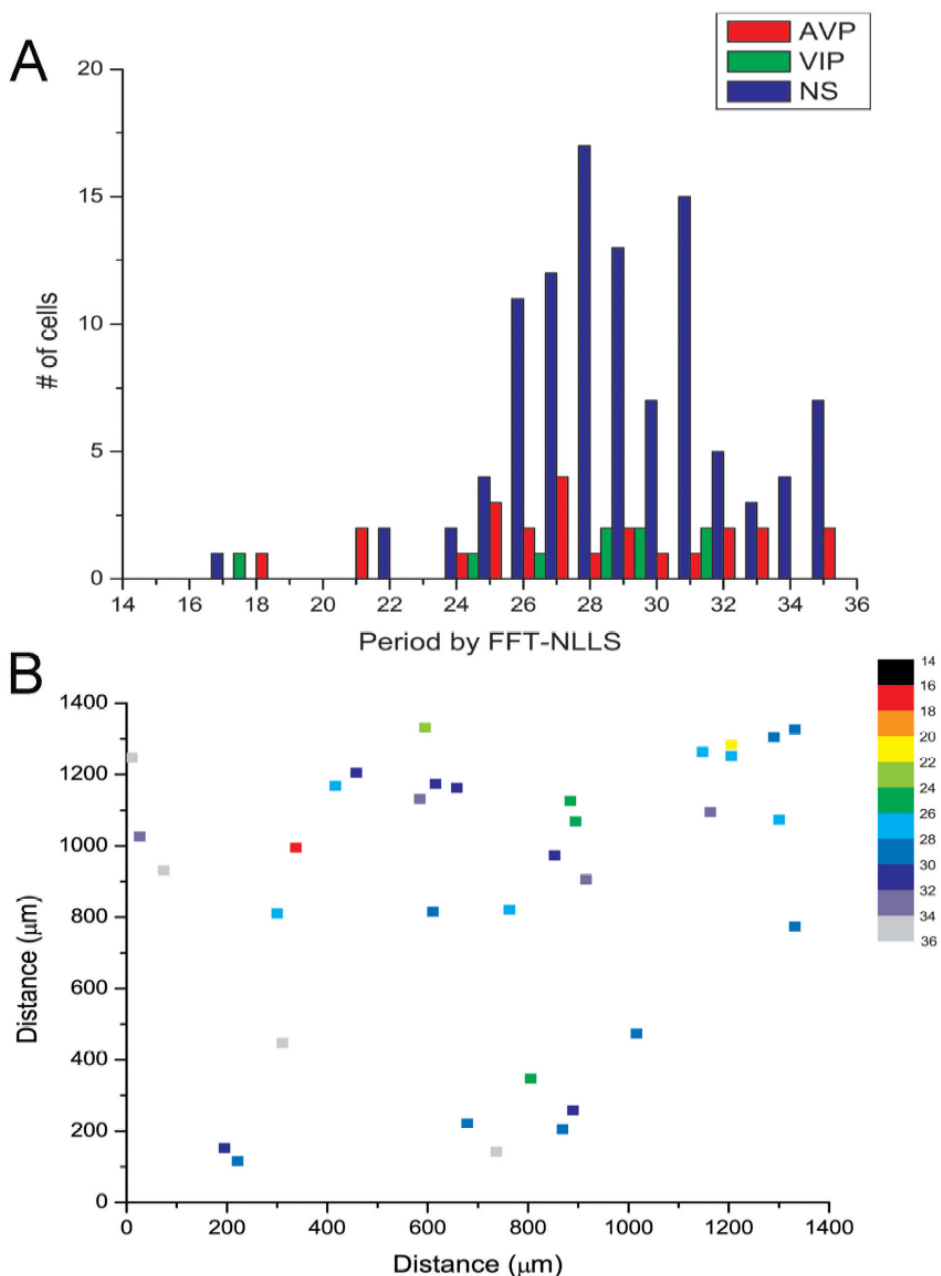 A
AVP
VIP
NS
20
15
10
5
0
# of cells
14 16 18 20 22 24 26 28 30 32 34 36
Period by FFT-NLLS
B
1400
1200
1000
800
600
400
200
0
Distance (μm)
0 200 400 600 800 1000 1200 1400
Distance (μm)
14
16
18
20
22
24
26
28
30
32
34
36